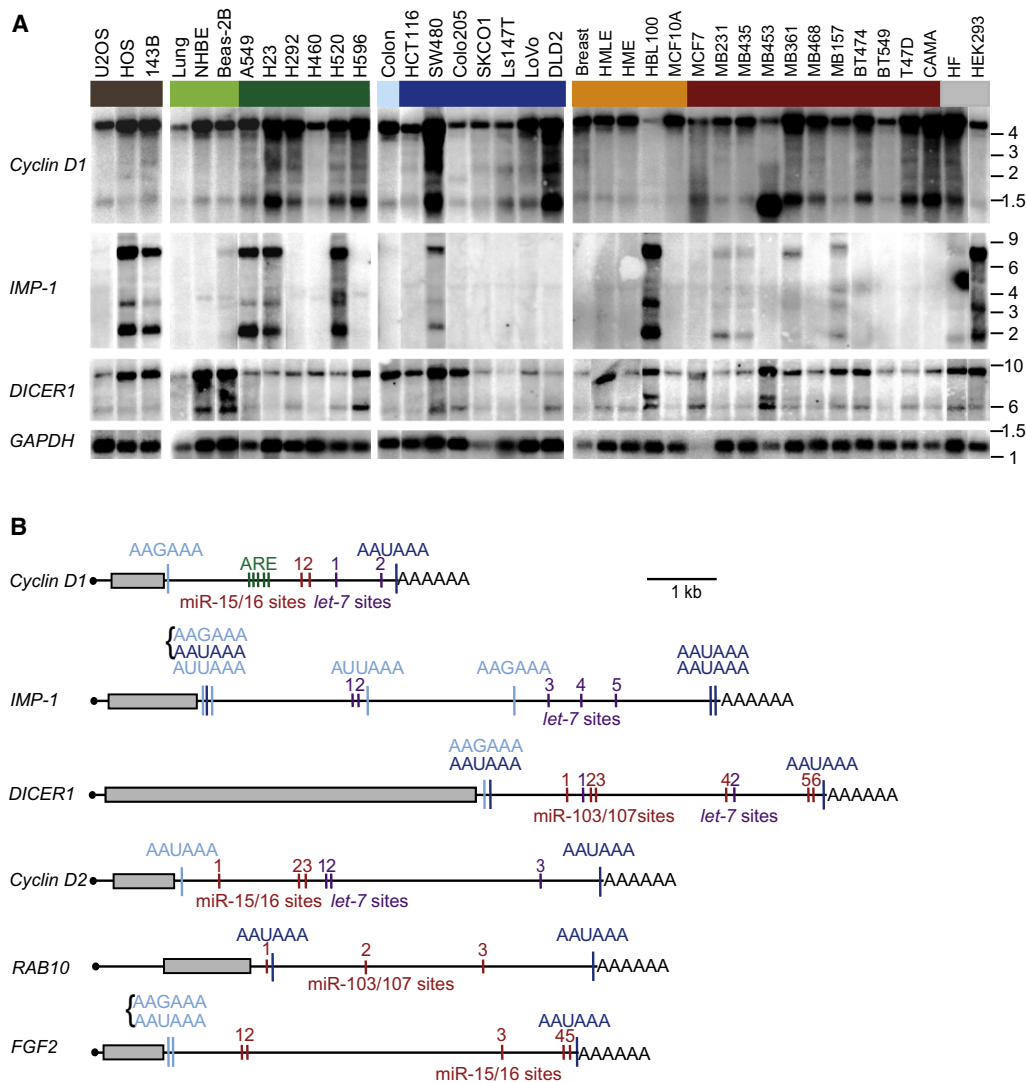 A
U2OS HOS 143B Lung NHBE Beas-2B A549 H23 H292 H460 H520 H596 Colon HCT116 SW480 Colo205 SKCO1 Ls147T LoVo DLD2 Breast HMLE HME HBL100 MCF10A MCF7 MB231 MB435 MB453 MB361 MB468 MB157 BT474 BT549 T47D CAMA HF HEK293
Cyclin D1
4
3
2
1.5
IMP-1
9
6
4
3
2
DICER1
10
6
GAPDH
1.5
1
B
AAGAAA AAUAAA
Cyclin D1 ARE 12 1 2 AAAAAA
miR-15/16 sites let-7 sites
1 kb
{AAGAAA
AAUAAA AAUAAA
AUUAAA AUUAAA AAGAAA AAUAAA
IMP-1 12 3 4 5 AAAAAA
let-7 sites
AAGAAA
AAUAAA AAUAAA
DICER1 1 123 42 56 AAAAAA
miR-103/107sites let-7 sites
AAUAAA AAUAAA
Cyclin D2 1 23 12 3 AAAAAA
miR-15/16 sites let-7 sites
AAUAAA AAUAAA
RAB10 1 2 3 AAAAAA
miR-103/107 sites
{AAGAAA
AAUAAA AAUAAA
FGF2 12 3 45 AAAAAA
miR-15/16 sites